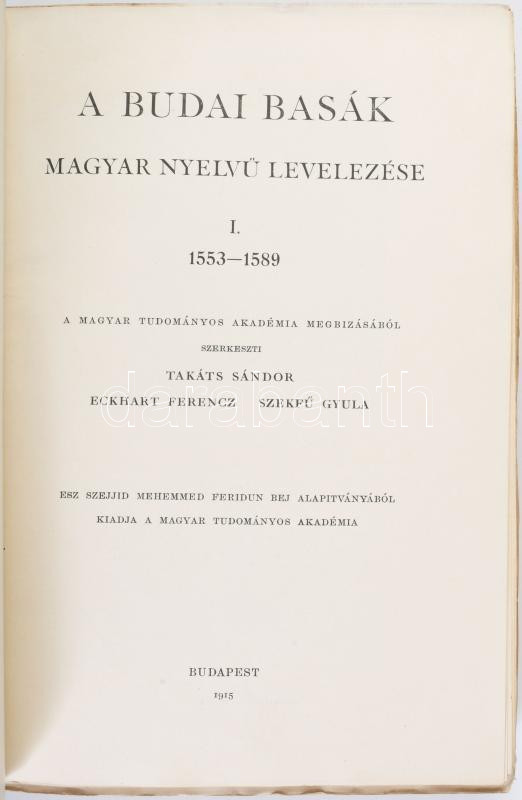 A BUDAI BASÁK
MAGYAR NYELVŰ LEVELEZÉSE
I.
1553—1589
A MAGYAR TUDOMÁNYOS AKADÉMIA MEGBIZÁSÁBÓL
SZERKESZTI
TAKÁTS SÁNDOR
ECKHART FERENCZ SZEKFŰ GYULA
darabanth
ESZ SZEJJID MEHEMMED FERIDUN BEJ ALAPITVÁNYÁBÓL
KIADJA A MAGYAR TUDOMÁNYOS AKADÉMIA
BUDAPEST
1915